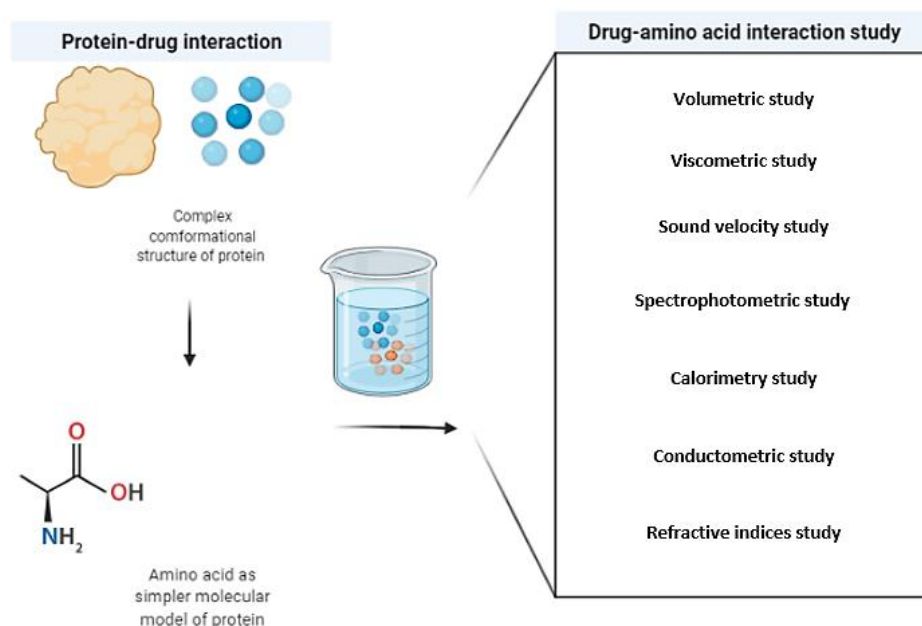 Protein-drug interaction
Complex
comformational
structure of protein
O
OH
NH2
Amino acid as
simpler molecular
model of protein
Drug-amino acid interaction study
Volumetric study
Viscometric study
Sound velocity study
Spectrophotometric study
Calorimetry study
Conductometric study
Refractive indices study